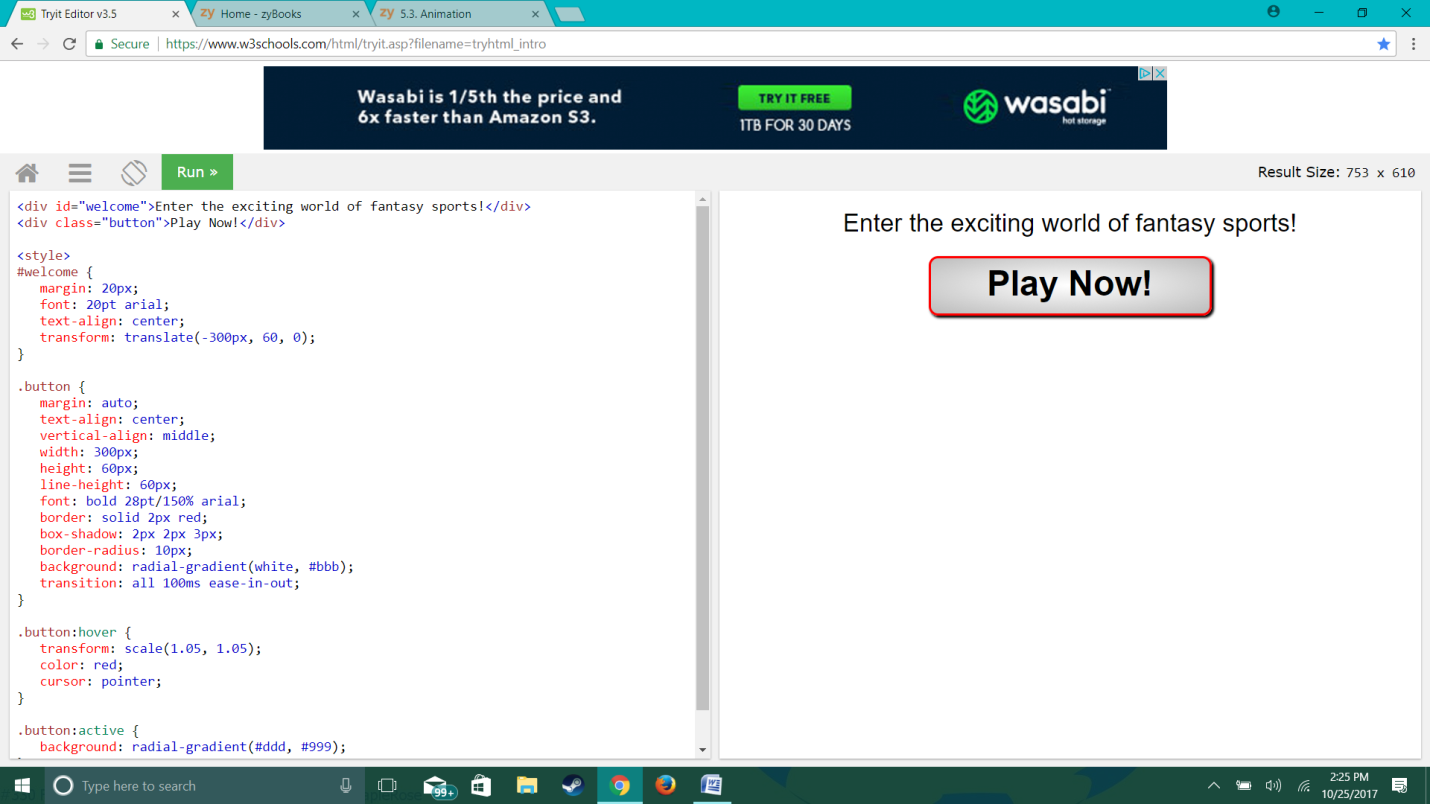 Tryit Editor v3.5
zy Home - zyBooks
zy 5.3. Animation
Secure https://www.w3schools.com/html/tryit.asp?filename=tryhtml_intro
Wasabi is 1/5th the price and
6x faster than Amazon S3.
TRY IT FREE
1TB FOR 30 DAYS
wasabi
hot storage
Run »
Result Size: 753 x 610
<div id="welcome">Enter the exciting world of fantasy sports!</div>
<div class="button">Play Now!</div>
<style>
#welcome {
margin: 20px;
font: 20pt arial;
text-align: center;
transform: translate(-300px, 60, 0);
}
.button {
margin: auto;
text-align: center;
vertical-align: middle;
width: 300px;
height: 60px;
line-height: 60px;
font: bold 28pt/150% arial;
border: solid 2px red;
box-shadow: 2px 2px 3px;
border-radius: 10px;
background: radial-gradient(white, #bbb);
transition: all 100ms ease-in-out;
}
.button:hover {
transform: scale(1.05, 1.05);
color: red;
cursor: pointer;
}
.button:active {
background: radial-gradient(#ddd, #999);
Enter the exciting world of fantasy sports!
Play Now!
Type here to search
99+
2:25 PM
10/25/2017